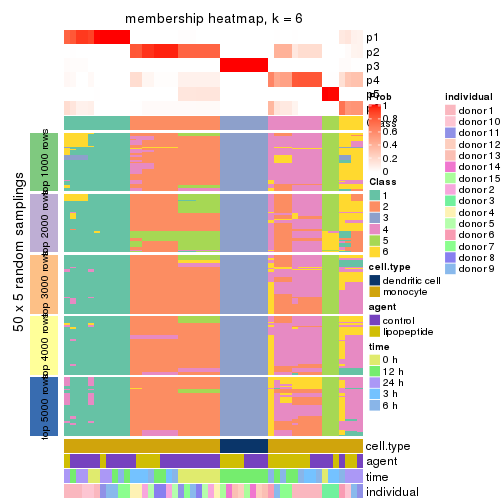 membership heatmap, k = 6
p1
p2
p3
p4
p5
Prob
1
0.8
0.6
0.4
0.2
0
Class
1
2
3
4
5
6
cell.type
dendritic cell
monocyte
agent
control
lipopeptide
time
0 h
12 h
24 h
3 h
6 h
individual
donor 1
donor 10
donor 11
donor 12
donor 13
donor 14
donor 15
donor 2
donor 3
donor 4
donor 5
donor 6
donor 7
donor 8
donor 9
50 x 5 random samplings
top 1000 rows
top 2000 rows
top 3000 rows
top 4000 rows
top 5000 rows
cell.type
agent
time
individual